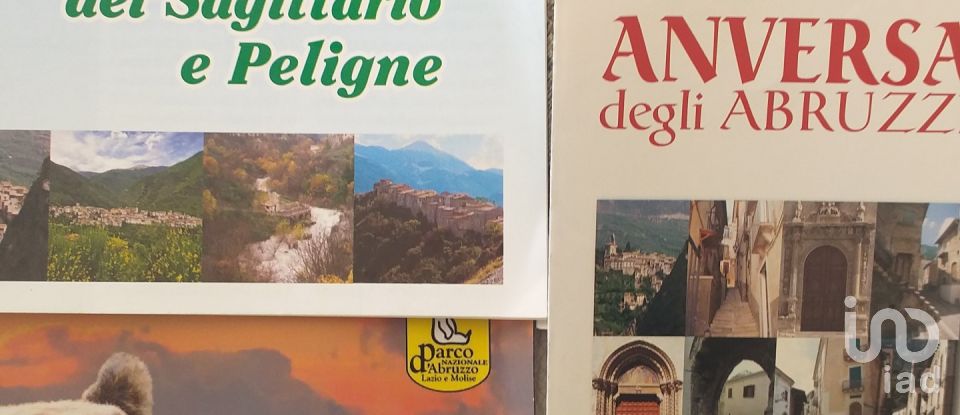 del Sagittario
e Peligne
ANVERSA
degli ABRUZZI
Parco
NAZIONALE
d'Abruzzo
Lazio e Molise
iad